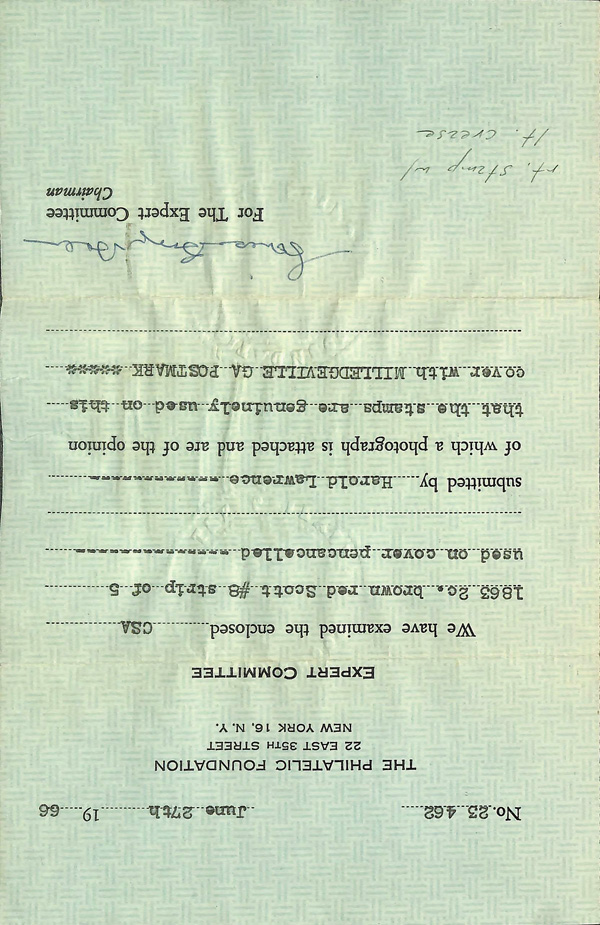 No. 23 462 June 27th 19 66
THE PHILATELIC FOUNDATION
22 EAST 35TH STREET
NEW YORK 16, N. Y.
EXPERT COMMITTEE
We have examined the enclosed CSA
1863 2c. brown red Scott #8 strip of 5
used on cover pencancelled
submitted by Harold Lawrence
of which a photograph is attached and are of the opinion
that the stamps are genuinely used on this
cover with MILLEDGEVILLE GA POSTMARK *****
For The Expert Committee
Chairman
rt. stamp w/
lt. crease